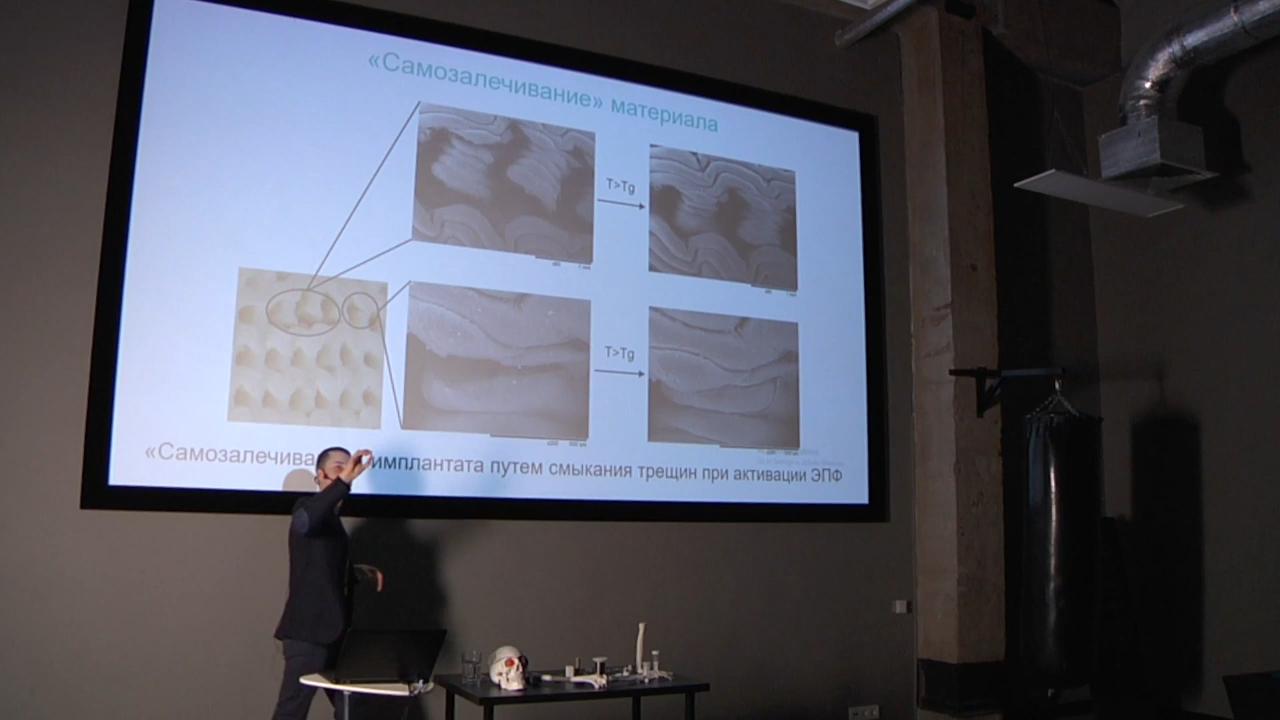 «Самозалечивание» материала
T>Tg
T>Tg
«Самозалечива имплантата путем смыкания трещин при активации ЭПФ